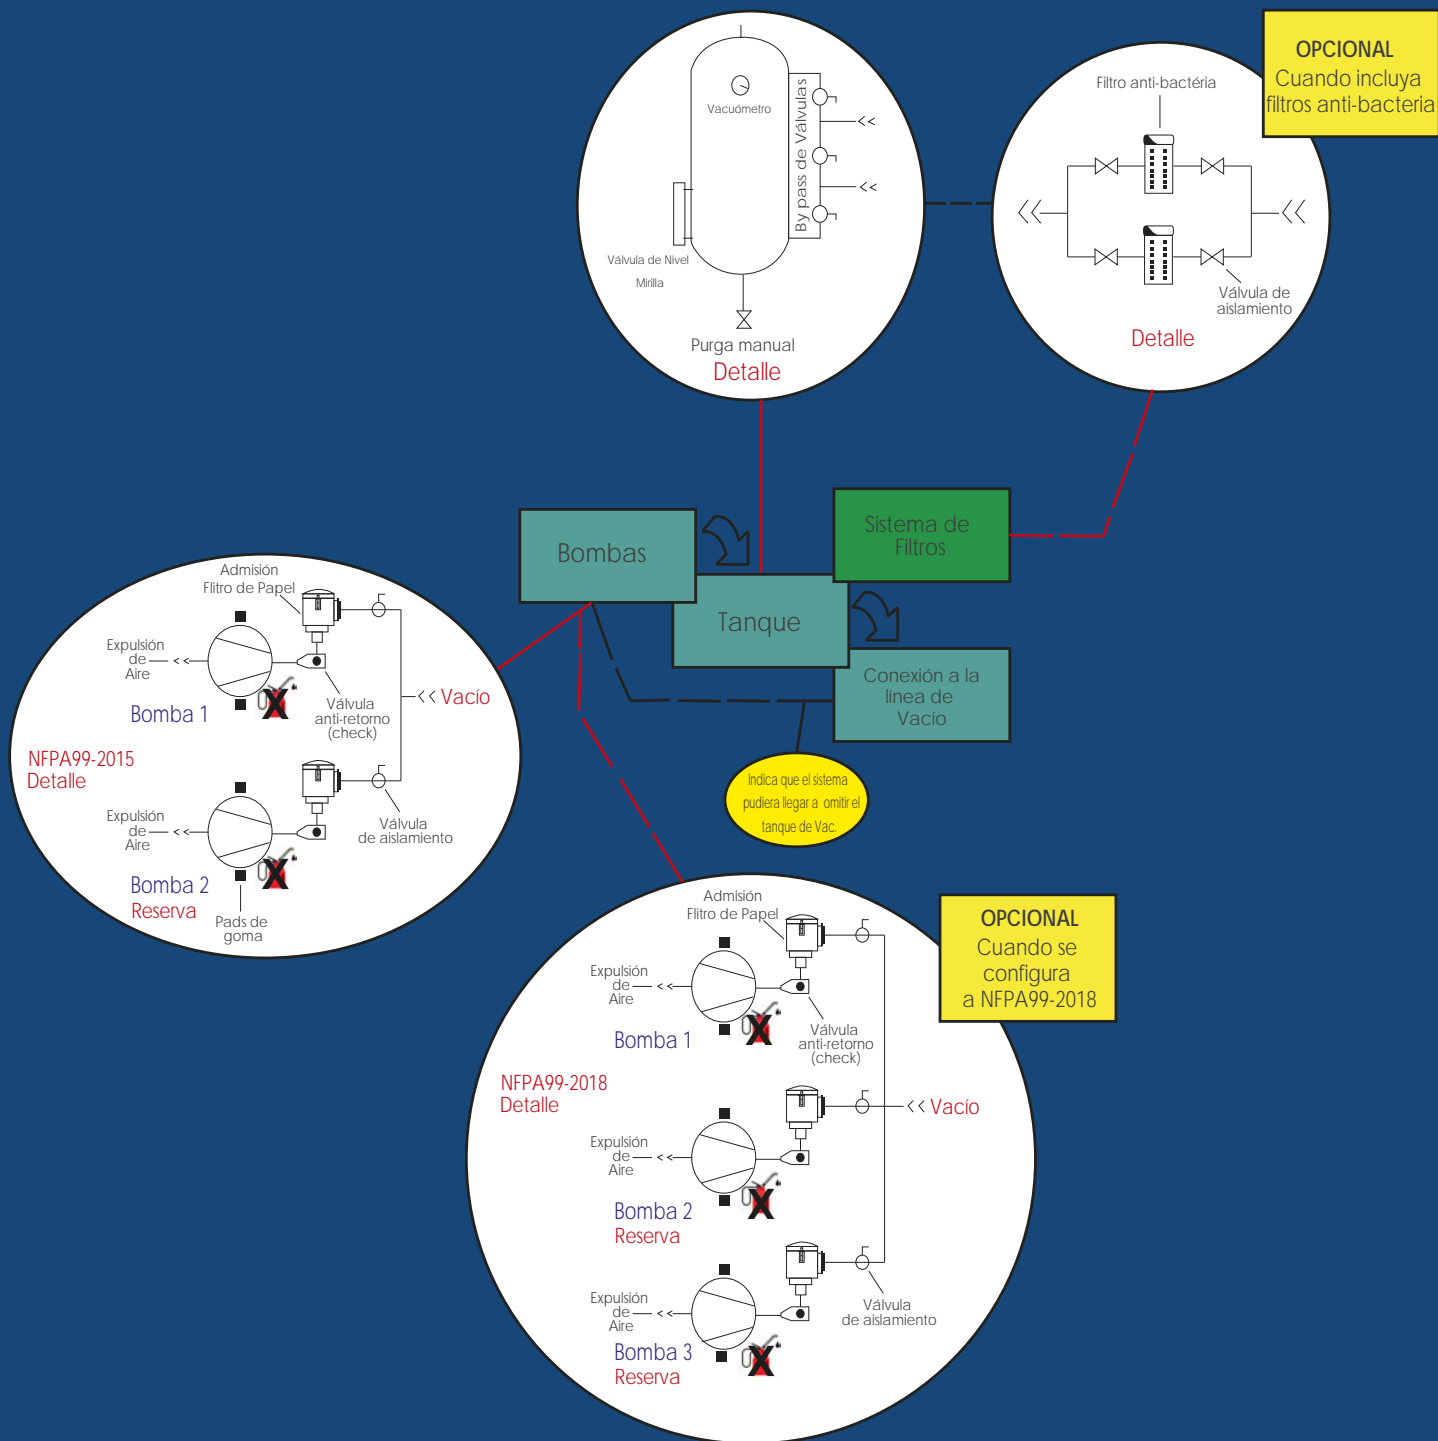 OPCIONAL
Cuando incluya
filtros anti-bacteria
Vacuómetro
By pass de Válvulas
Válvula de Nivel
Mirilla
Purga manual
Detalle
Filtro anti-bactéria
Válvula de
aislamiento
Detalle
Bombas
Tanque
Sistema de
Filtros
Conexión a la
linea de
Vacío
Indica que el sistema
pudiera llegar a omitir el
tanque de Vac.
Admisión
Flitro de Papel
Expulsión
de
Aire
Bomba 1
Válvula
anti-retorno
(check)
Vacío
NFPA99-2015
Detalle
Expulsión
de
Aire
Válvula
de aislamiento
Bomba 2
Reserva
Pads de
goma
OPCIONAL
Cuando se
configura
a NFPA99-2018
Admisión
Flitro de Papel
Expulsión
de
Aire
Bomba 1
Válvula
anti-retorno
(check)
NFPA99-2018
Detalle
Vacío
Expulsión
de
Aire
Bomba 2
Reserva
Expulsión
de
Aire
Válvula
de aislamiento
Bomba 3
Reserva